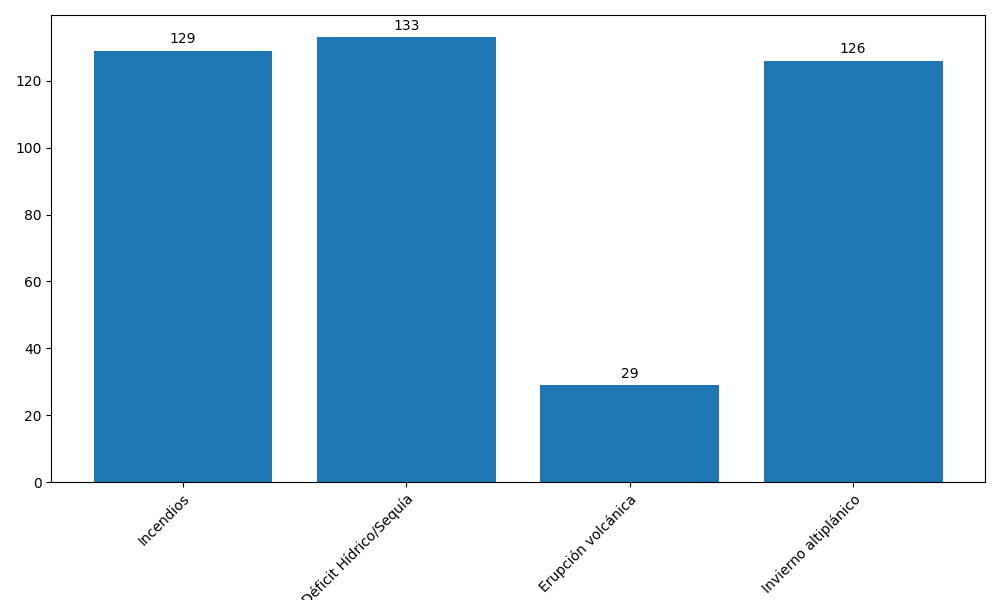 129
133
29
126
120
100
80
60
40
20
0
Incendios
Déficit Hídrico/Sequía
Erupción volcánica
Invierno altiplánico